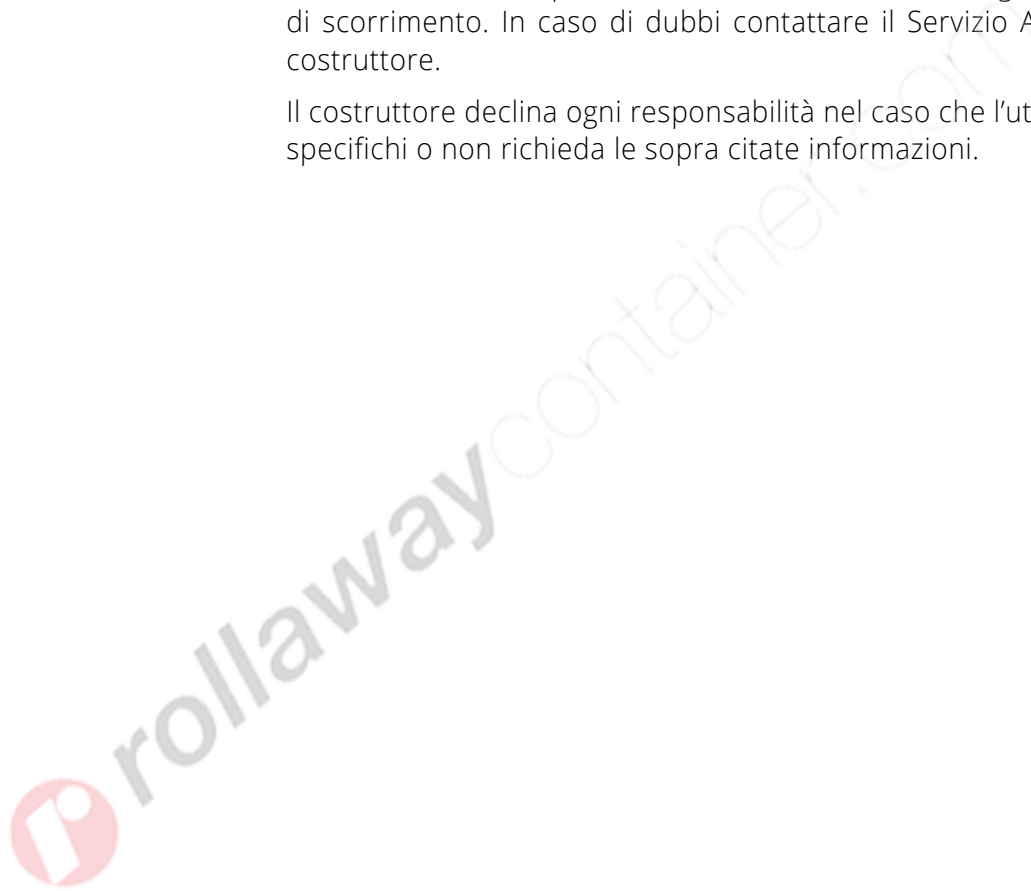 di scorrimento. In caso di dubbi contattare il Servizio
costruttore.
Il costruttore declina ogni responsabilità nel caso che
specifichi o non richieda le sopra citate informazioni.
rollawaycontainer.com